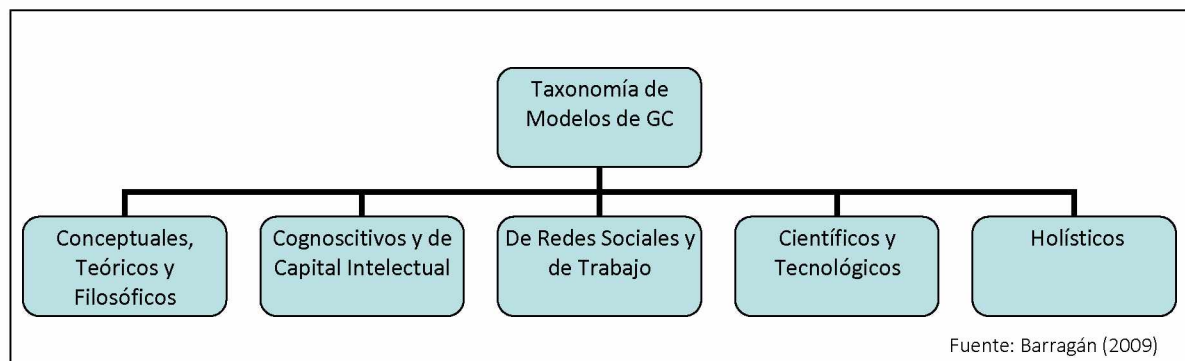 Taxonomía de
Modelos de GC
Conceptuales,
Teóricos y
Filosóficos
Cognoscitivos y de
Capital Intelectual
De Redes Sociales y
de Trabajo
Científicos y
Tecnológicos
Holísticos
Fuente: Barragán (2009)